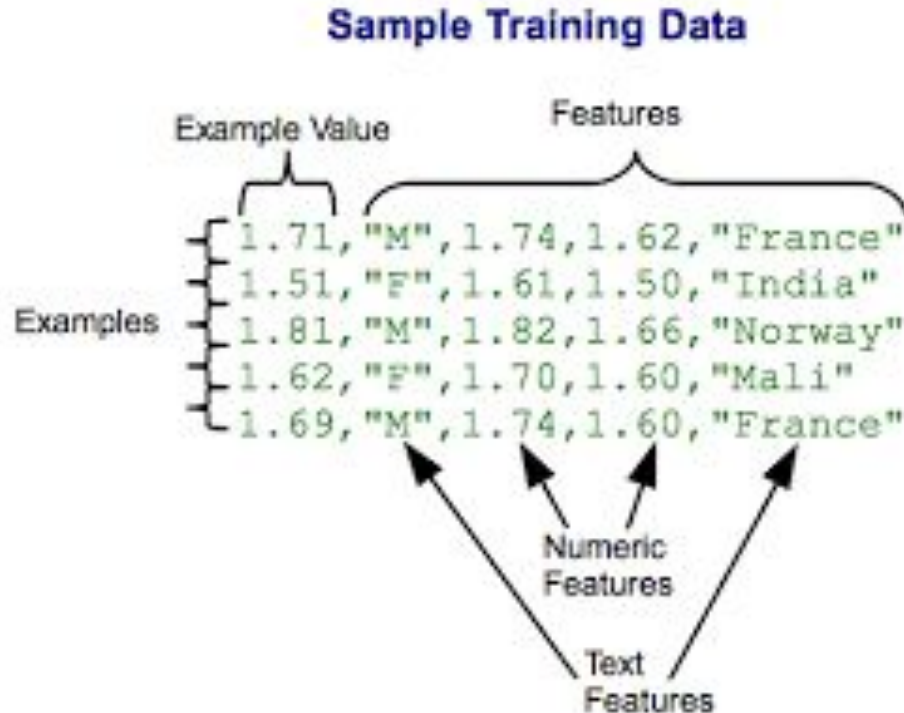 Sample Training Data
Example Value
Features
1.71,"M",1.74,1.62,"France"
1.51,"F",1.61,1.50,"India"
Examples
1.81,"M",1.82,1.66,"Norway"
1.62,"F",1.70,1.60,"Mali"
1.69,"M",1.74,1.60,"France"
Numeric
Features
Text
Features